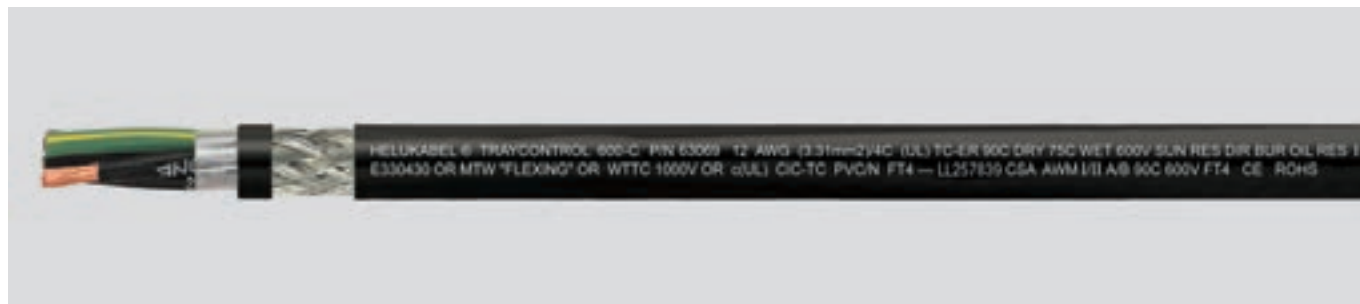 HELUKABEL ® TRAYCONTROL 600-C P/N 63069 12 AWG (3.31mm2)/4C (UL) TC-ER 90C DRY 75C WET 600V SUN RES DIR BUR OIL RES
E330430 OR MTW "FLEXING" OR WTTC 1000V OR c(UL) CIC-TC PVC/N FT4 — LL257839 CSA AWM I/II A/B 90C 600V FT4 CE ROHS